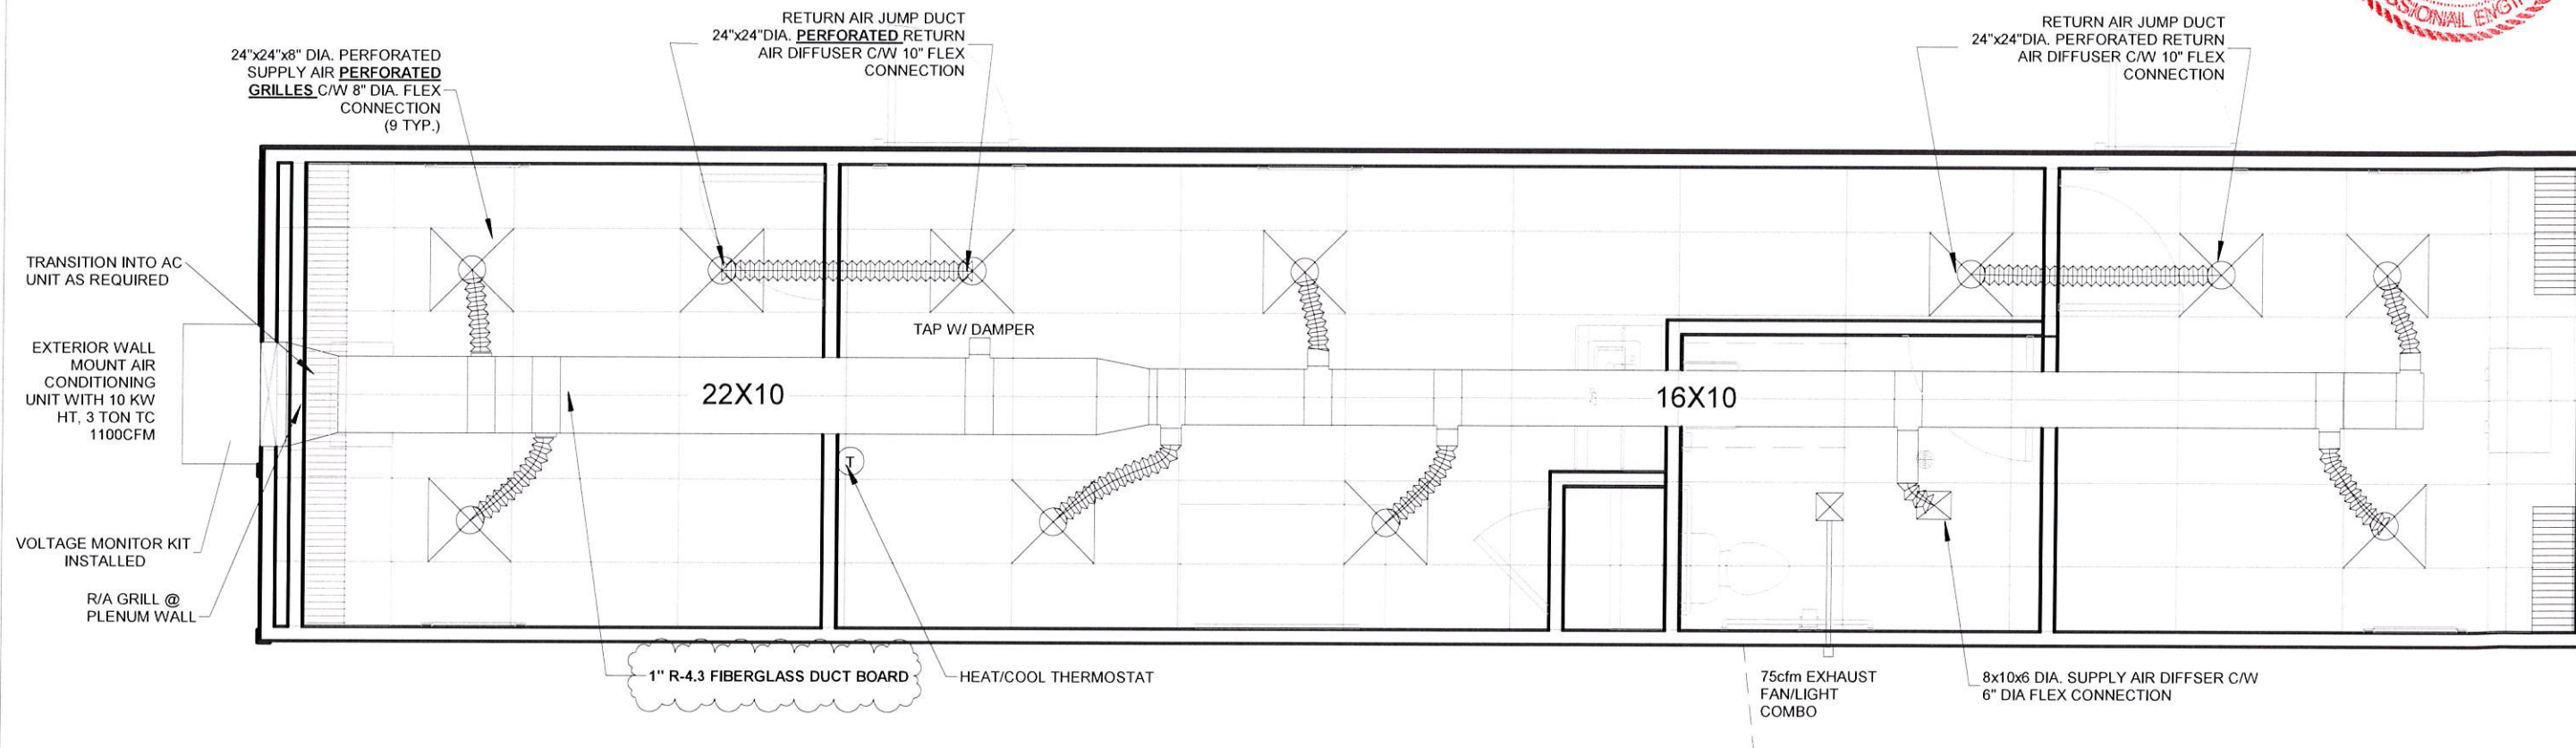 RETURN AIR JUMP DUCT
24"x24"DIA. PERFORATED RETURN
AIR DIFFUSER C/W 10" FLEX
CONNECTION
RETURN AIR JUMP DUCT
24"x24"DIA. PERFORATED RETURN
AIR DIFFUSER C/W 10" FLEX
CONNECTION
SSIONAL ENGI
24"x24"x8" DIA. PERFORATED
SUPPLY AIR PERFORATED
GRILLES C/W 8" DIA. FLEX
CONNECTION
(9 TYP.)
TRANSITION INTO AC
UNIT AS REQUIRED
TAP W/ DAMPER
EXTERIOR WALL
MOUNT AIR
CONDITIONING
UNIT WITH 10 KW
HT, 3 TON TC
1100CFM
22X10
16X10
T
VOLTAGE MONITOR KIT
INSTALLED
R/A GRILL @
PLENUM WALL
1" R-4.3 FIBERGLASS DUCT BOARD
HEAT/COOL THERMOSTAT
75cfm EXHAUST
FAN/LIGHT
COMBO
8x10x6 DIA. SUPPLY AIR DIFFSER C/W
6" DIA FLEX CONNECTION